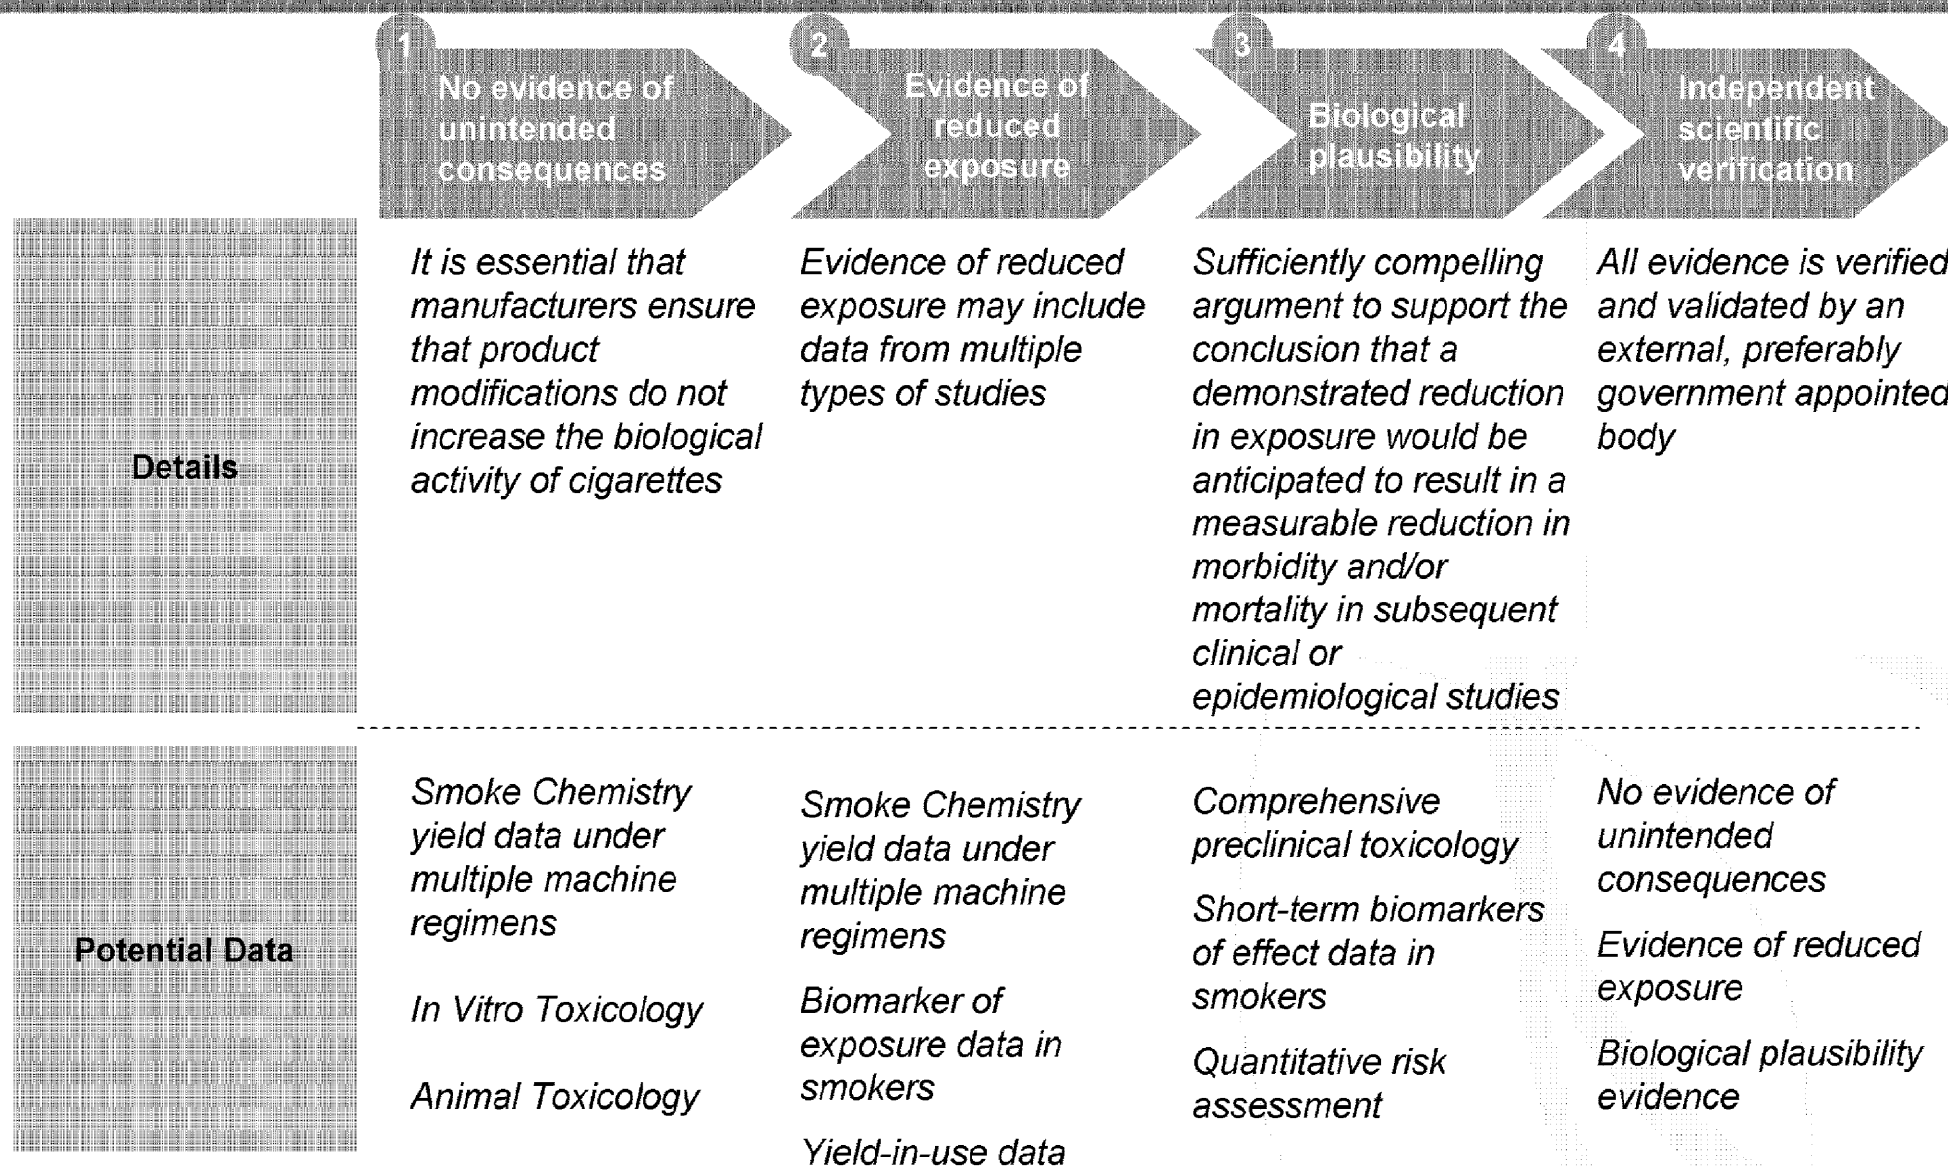 1
No evidence of
unintended
consequences
2
Evidence of
reduced
exposure
3
Biological
plausibility
4
Independent
scientific
verification
Details
It is essential that
manufacturers ensure
that product
modifications do not
increase the biological
activity of cigarettes
Evidence of reduced
exposure may include
data from multiple
types of studies
Sufficiently compelling
argument to support the
conclusion that a
demonstrated reduction
in exposure would be
anticipated to result in a
measurable reduction in
morbidity and/or
mortality in subsequent
clinical or
epidemiological studies
All evidence is verified
and validated by an
external, preferably
government appointed
body
Potential Data
Smoke Chemistry
yield data under
multiple machine
regimens
In Vitro Toxicology
Animal Toxicology
Smoke Chemistry
yield data under
multiple machine
regimens
Biomarker of
exposure data in
smokers
Yield-in-use data
Comprehensive
preclinical toxicology
Short-term biomarkers
of effect data in
smokers
Quantitative risk
assessment
No evidence of
unintended
consequences
Evidence of reduced
exposure
Biological plausibility
evidence